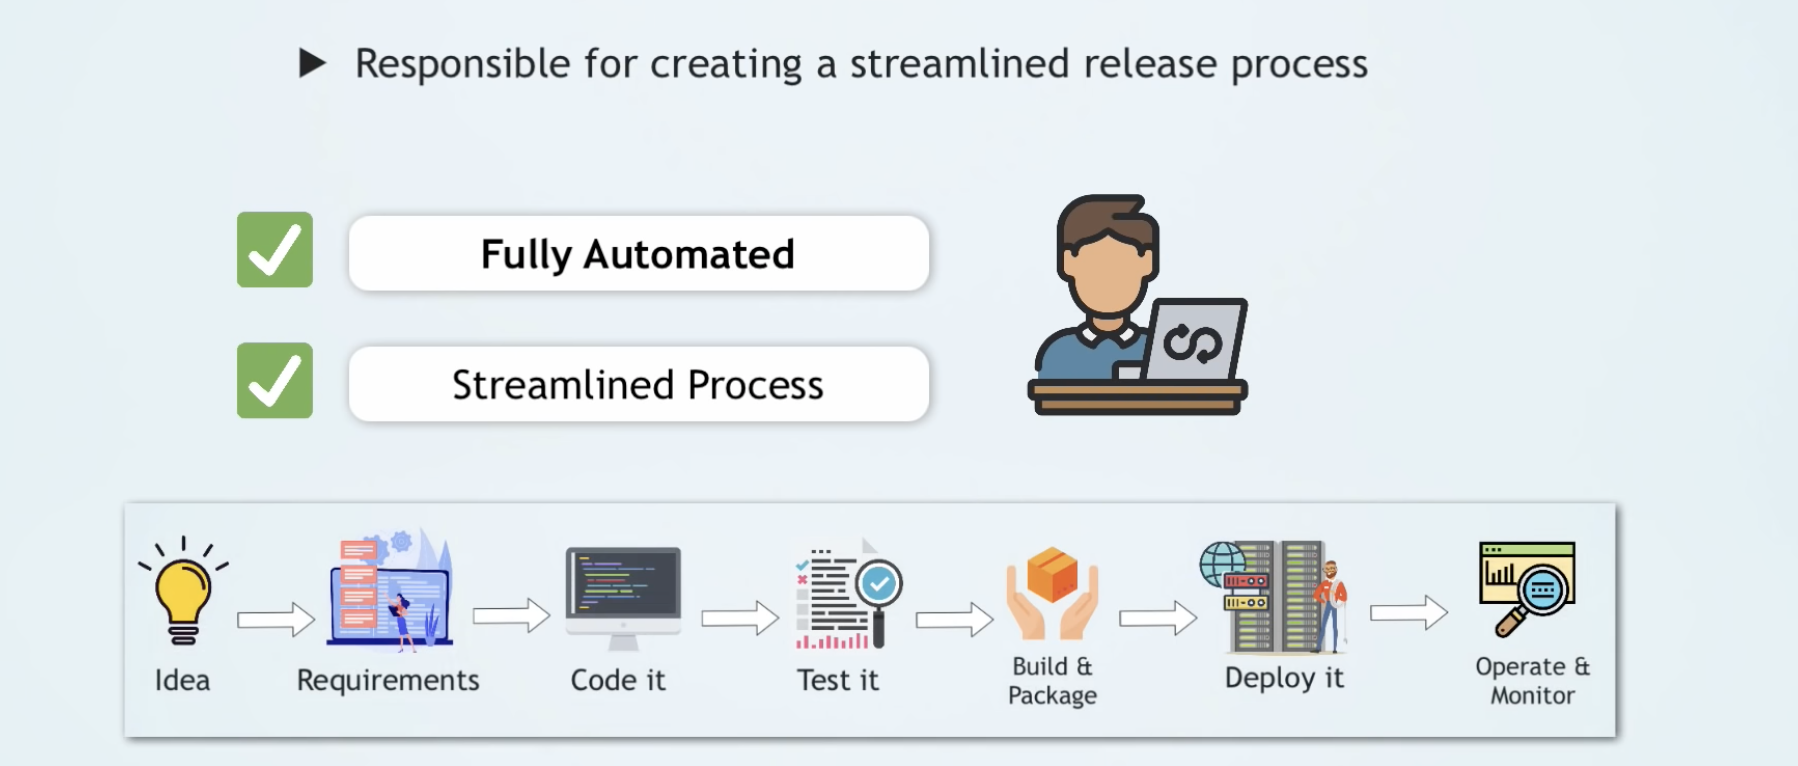 Responsible for creating a streamlined release process
Fully Automated
Streamlined Process
Idea
Requirements
Code it
Test it
Build &
Package
Deploy it
Operate &
Monitor